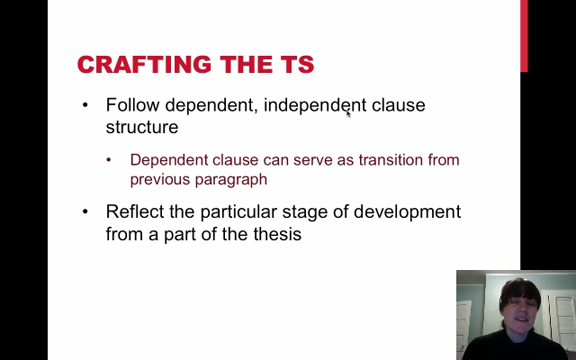 CRAFTING THE TS
• Follow dependent, independent clause
structure
• Dependent clause can serve as transition from
previous paragraph
• Reflect the particular stage of development
from a part of the thesis